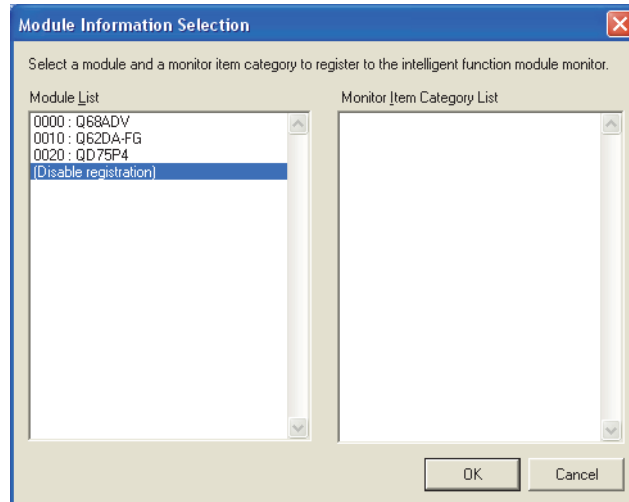 Module Information Selection
Select a module and a monitor item category to register to the intelligent function module monitor.
Module List
Monitor Item Category List
0000 : Q68ADV
0010 : Q62DA-FG
0020 : QD75P4
(Disable registration)
OK
Cancel